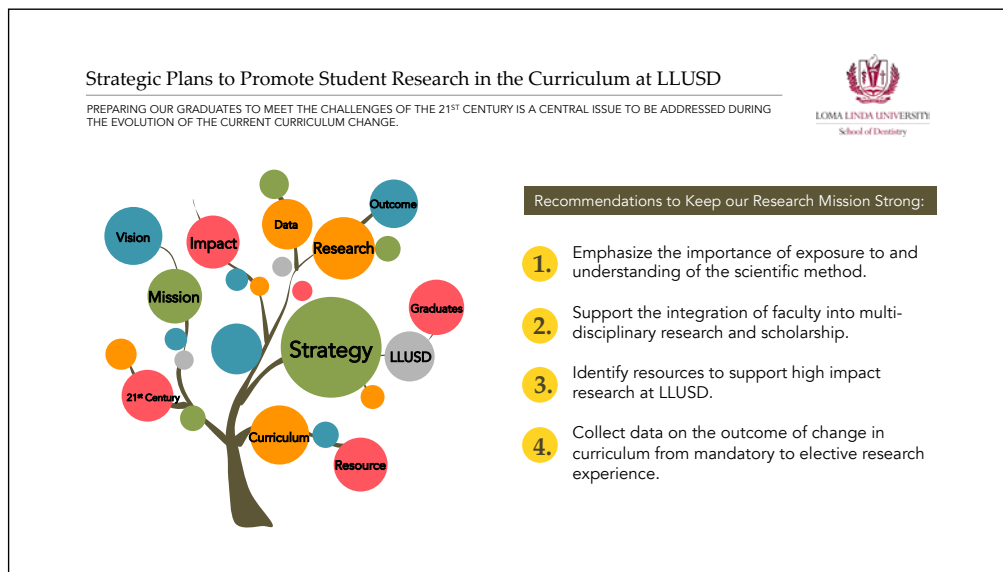 Strategic Plans to Promote Student Research in the Curriculum at LLUSD
PREPARING OUR GRADUATES TO MEET THE CHALLENGES OF THE 21ST CENTURY IS A CENTRAL ISSUE TO BE ADDRESSED DURING
THE EVOLUTION OF THE CURRENT CURRICULUM CHANGE.
LOMA LINDA UNIVERSITY
School of Dentistry
Outcome
Data
Vision
Impact
Research
Mission
Graduates
Strategy
LLUSD
21st Century
Curriculum
Resource
Recommendations to Keep our Research Mission Strong:
1. Emphasize the importance of exposure to and
understanding of the scientific method.
2. Support the integration of faculty into multi-
disciplinary research and scholarship.
3. Identify resources to support high impact
research at LLUSD.
4. Collect data on the outcome of change in
curriculum from mandatory to elective research
experience.